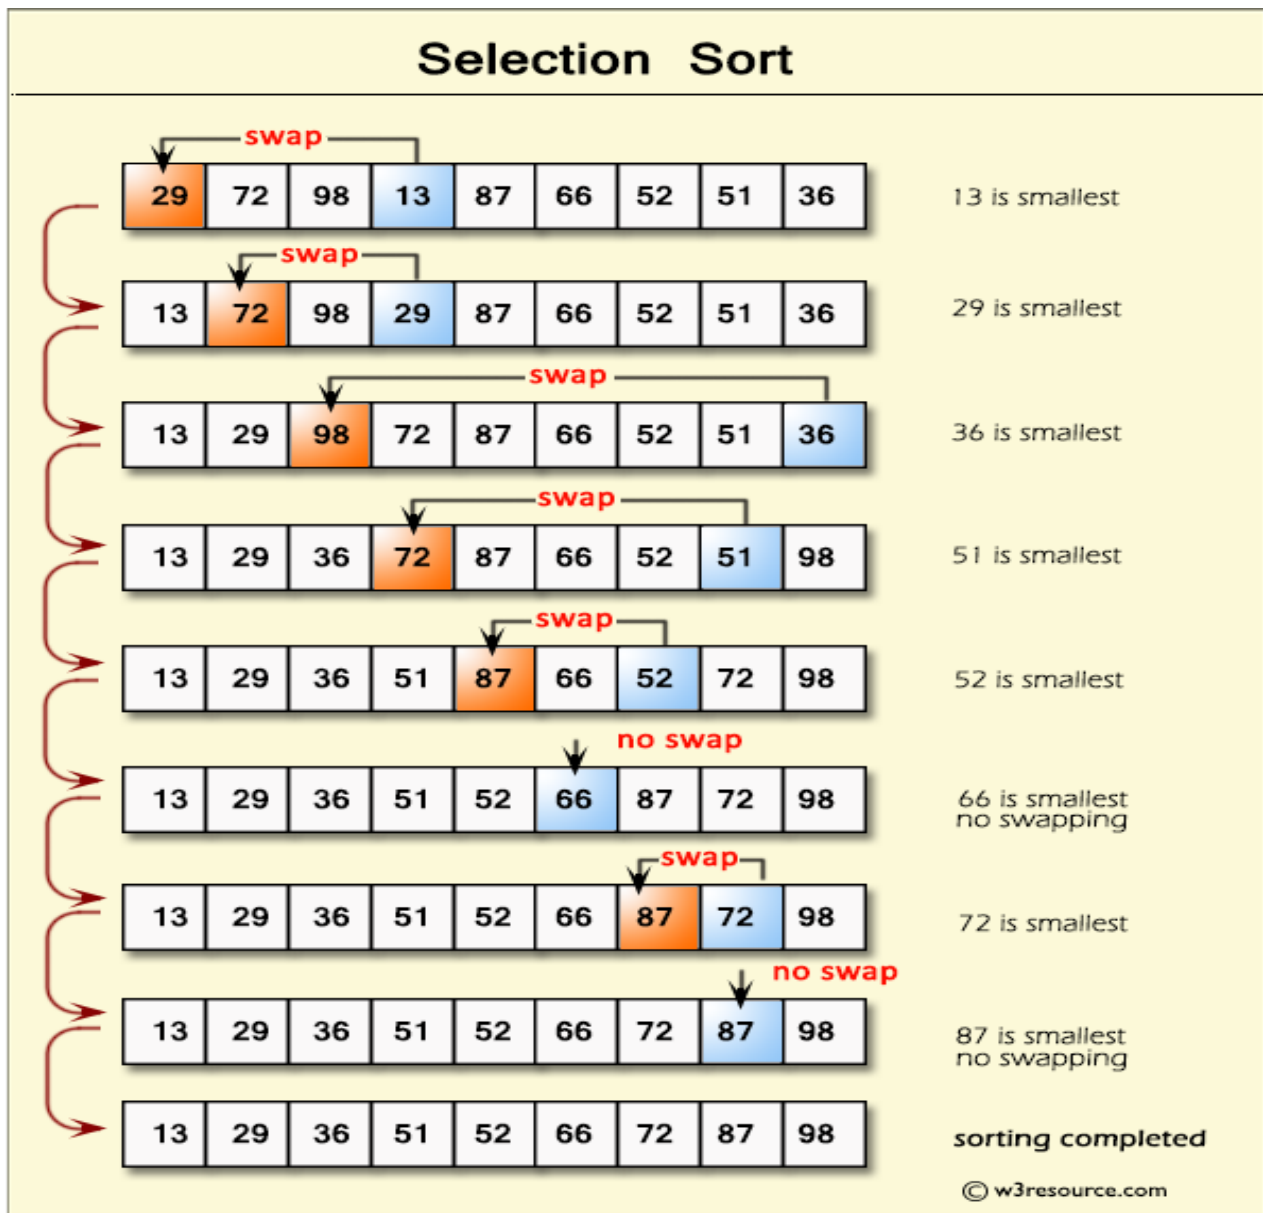 Selection Sort
swap
29 72 98 13 87 66 52 51 36
13 is smallest
swap
13 72 98 29 87 66 52 51 36
29 is smallest
swap
13 29 98 72 87 66 52 51 36
36 is smallest
swap
13 29 36 72 87 66 52 51 98
51 is smallest
swap
13 29 36 51 87 66 52 72 98
52 is smallest
no swap
13 29 36 51 52 66 87 72 98
66 is smallest
no swapping
swap
13 29 36 51 52 66 87 72 98
72 is smallest
no swap
13 29 36 51 52 66 72 87 98
87 is smallest
no swapping
13 29 36 51 52 66 72 87 98
sorting completed
© w3resource.com